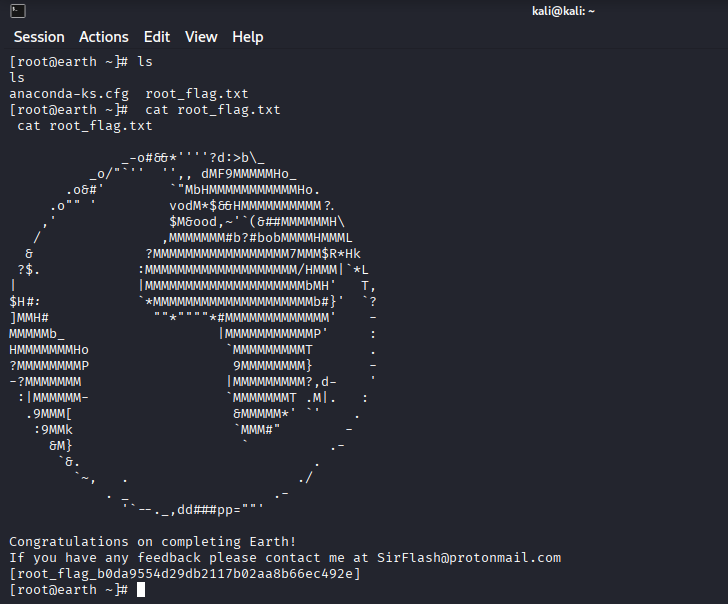 kali@kali: ~
Session Actions Edit View Help
[root@earth ~]# ls
ls
anaconda-ks.cfg  root_flag.txt
[root@earth ~]#  cat root_flag.txt
 cat root_flag.txt
              _-o#&&*''''?d:>b\_
          _o/"`''  '',, dMF9MMMMMHo_
       .o&#'        `"MbHMMMMMMMMMMMHo.
     .o"" '         vodM*$&&HMMMMMMMMMM?.
    ,'              $M&ood,~'`(&##MMMMMMH\
   /               ,MMMMMMM#b?#bobMMMMHMMML
  &              ?MMMMMMMMMMMMMMMMM7MMM$R*Hk
 ?$.            :MMMMMMMMMMMMMMMMMMM/HMMM|`*L
|               |MMMMMMMMMMMMMMMMMMMMbMH'   T,
$H#:            `*MMMMMMMMMMMMMMMMMMMMb#}'  `?
]MMH#             ""*""""*#MMMMMMMMMMMMM'    -
MMMMMb_                   |MMMMMMMMMMMP'     :
HMMMMMMMHo                 `MMMMMMMMMT       .
?MMMMMMMMP                  9MMMMMMMM}       -
-?MMMMMMM                  |MMMMMMMMM?,d-    '
 :|MMMMMM-                 `MMMMMMMT .M|.   :
  .9MMM[                    &MMMMM*' `'    .
   :9MMk                    `MMM#"        -
     &M}                     `          .-
      `&.                             .
        `~,   .                     ./
            . _                  .-
              '`--._,dd###pp=""'
Congratulations on completing Earth!
If you have any feedback please contact me at SirFlash@protonmail.com
[root_flag_b0da9554d29db2117b02aa8b66ec492e]
[root@earth ~]#